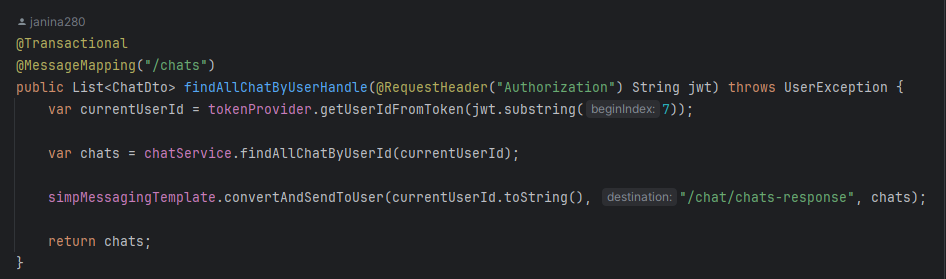 janina280
@Transactional
@MessageMapping("/chats")
public List<ChatDto> findAllChatByUserHandle(@RequestHeader("Authorization") String jwt) throws UserException {
    var currentUserId = tokenProvider.getUserIdFromToken(jwt.substring( beginIndex: 7));
    var chats = chatService.findAllChatByUserId(currentUserId);
    simpMessagingTemplate.convertAndSendToUser(currentUserId.toString(), destination: "/chat/chats-response", chats);
    return chats;
}